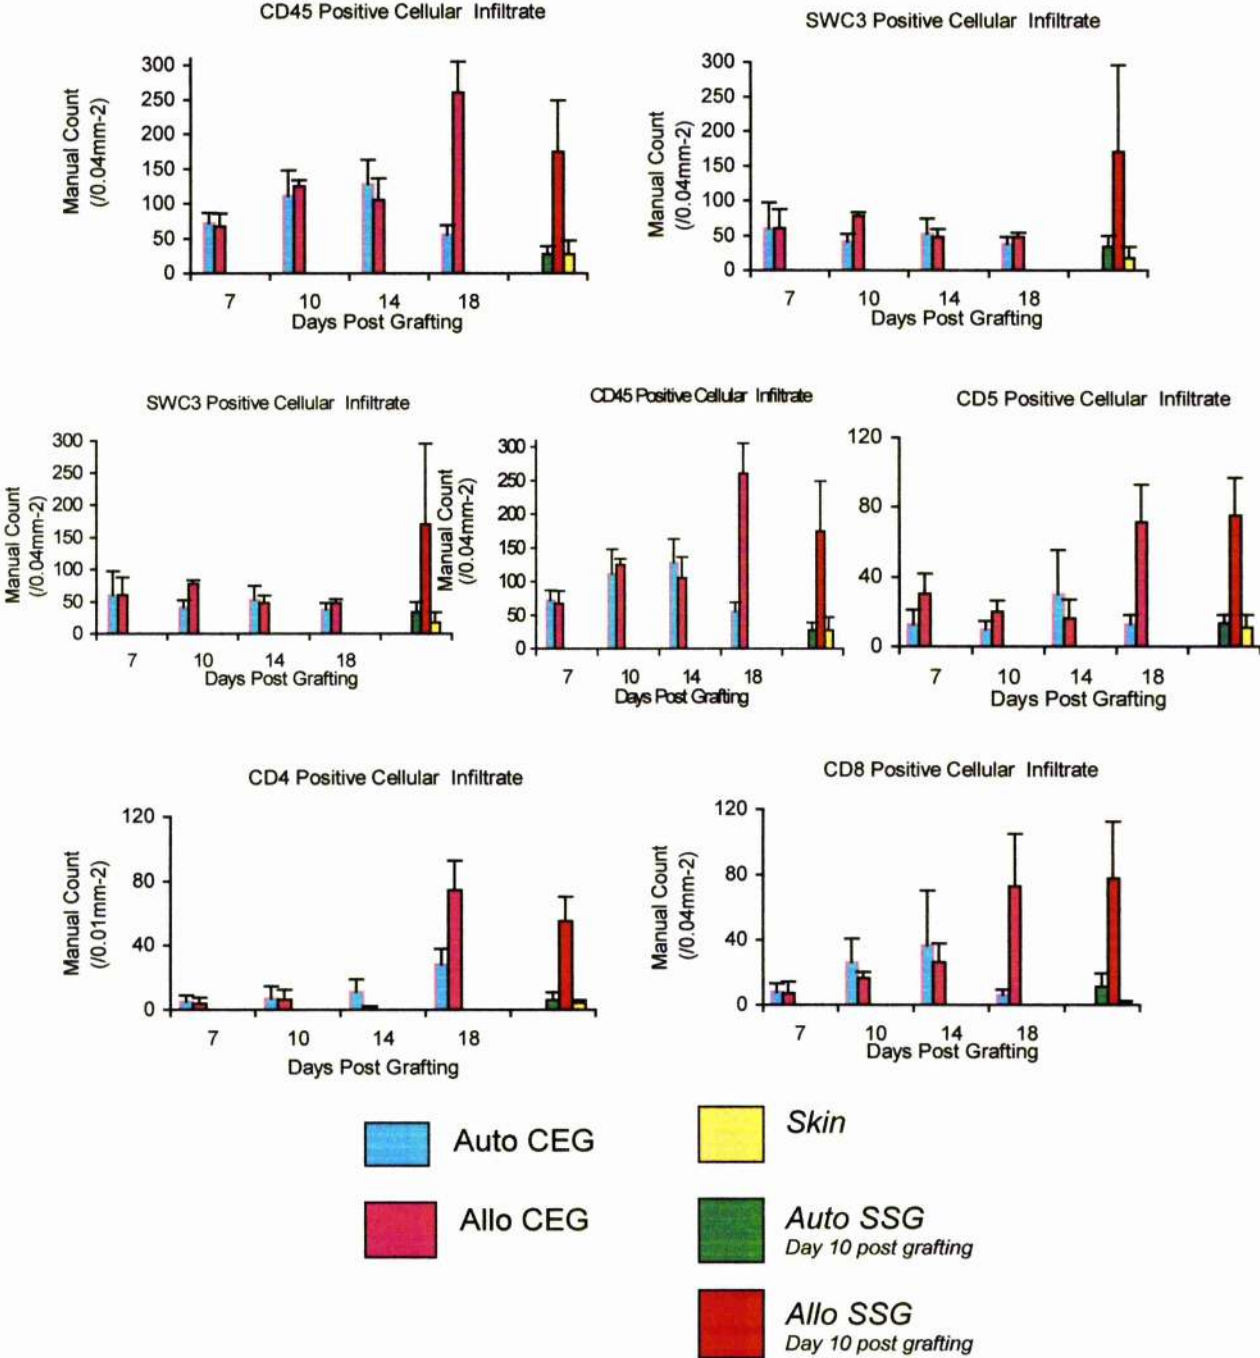 CD45 Positive Cellular Infiltrate
Manual Count
(/0.04mm-2)
300
250
200
150
100
50
0
7 10 14 18
Days Post Grafting
SWC3 Positive Cellular Infiltrate
Manual Count
(/0.04mm-2)
300
250
200
150
100
50
0
7 10 14 18
Days Post Grafting
SWC3 Positive Cellular Infiltrate
Manual Count
(/0.04mm-2)
300
250
200
150
100
50
0
7 10 14 18
Days Post Grafting
CD45 Positive Cellular Infiltrate
Manual Count
(/0.04mm-2)
300
250
200
150
100
50
0
7 10 14 18
Days Post Grafting
CD5 Positive Cellular Infiltrate
120
80
40
0
7 10 14 18
Days Post Grafting
CD4 Positive Cellular Infiltrate
Manual Count
(/0.01mm-2)
120
80
40
0
7 10 14 18
Days Post Grafting
CD8 Positive Cellular Infiltrate
Manual Count
(/0.04mm-2)
120
80
40
0
7 10 14 18
Days Post Grafting
Auto CEG
Allo CEG
Skin
Auto SSG
Day 10 post grafting
Allo SSG
Day 10 post grafting